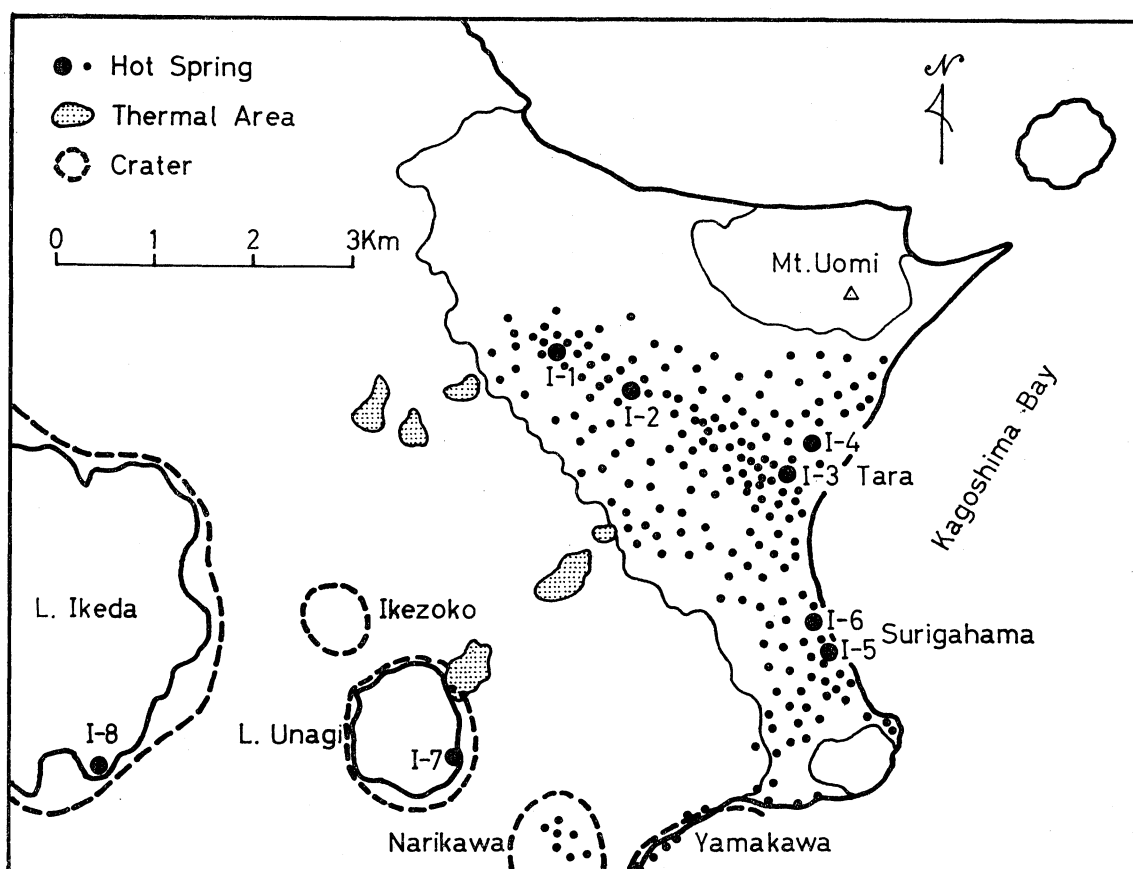 Hot Spring
Thermal Area
Crater
0 1 2 3Km
N
Mt.Uomi
I-1
I-2
I-4
I-3 Tara
Kagoshima Bay
L. Ikeda
Ikezoko
I-6
Surigahama
I-5
I-8
L. Unagi
I-7
Narikawa
Yamakawa